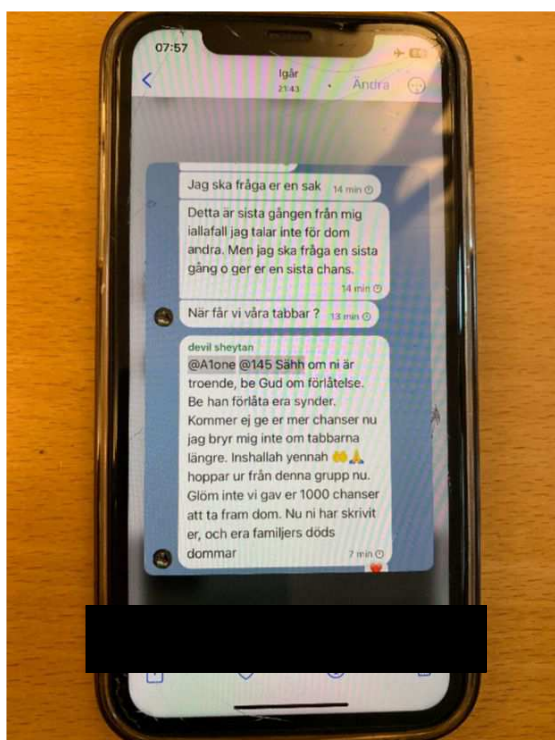 07:57
Igår
21:43
Ändra
Jag ska fråga er en sak 14 min
Detta är sista gången från mig
iallafall jag talar inte för dom
andra. Men jag ska fråga en sista
gång o ger er en sista chans.
14 min
När får vi våra tabbar ? 13 min
devil sheytan
@A1one @145 Sähh om ni är
troende, be Gud om förlåtelse.
Be han förlåta era synder.
Kommer ej ge er mer chanser nu
jag bryr mig inte om tabbarna
längre. Inshallah yennah 🤲🙏
hoppar ur från denna grupp nu.
Glöm inte vi gav er 1000 chanser
att ta fram dom. Nu ni har skrivit
er, och era familjers döds
dommar 7 min